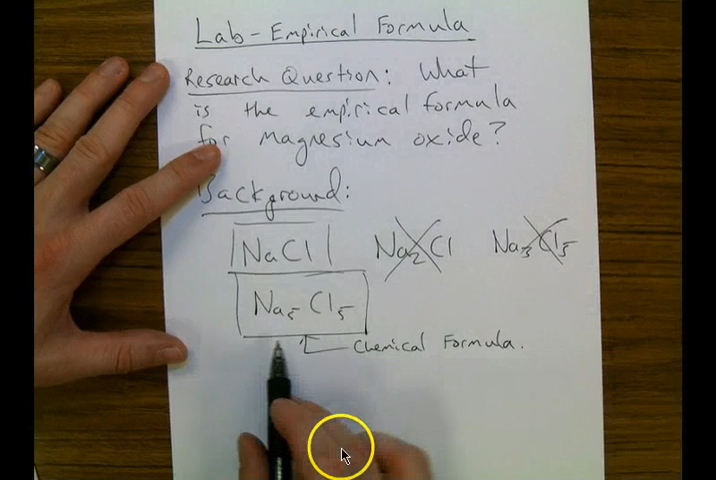 Lab - Empirical Formula
Research Question: What
is the empirical formula
for magnesium oxide?
Background:
NaCl Na₂Cl Na₃Cl₅
Na₅Cl₅
Chemical Formula.